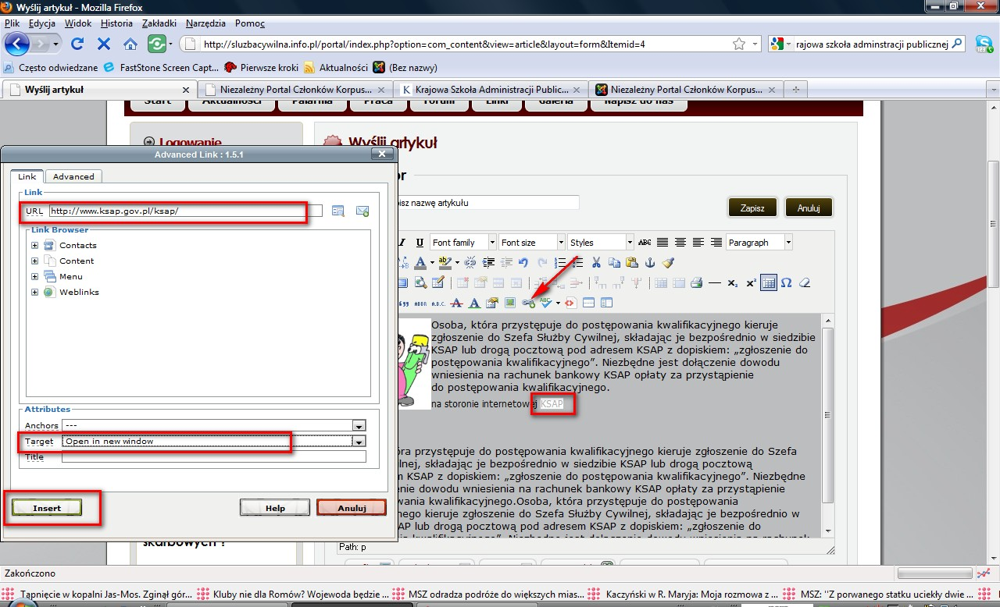 Wyślij artykuł - Mozilla Firefox
Plik Edycja Widok Historia Zakładki Narzędzia Pomoc
http://sluzbacywilna.info.pl/portal/index.php?option=com_content&view=article&layout=form&Itemid=4
rajowa szkoła adminstracji publicznej
Często odwiedzane FastStone Screen Capt... Pierwsze kroki Aktualności (Bez nazwy)
Wyślij artykuł Niezależny Portal Członków Korpus... Krajowa Szkoła Administracji Public... Niezależny Portal Członków Korpus...
Start Aktualności Palarnia Praca Forum Linki Galeria Napisz do nas
Logowanie
Wyślij artykuł
Advanced Link : 1.5.1
Link Advanced
Link
URL http://www.ksap.gov.pl/ksap/
Link Browser
Contacts
Content
Menu
Weblinks
Attributes
Anchors ---
Target Open in new window
Title
Insert Help Anuluj
or
pisz nazwę artykułu
Zapisz Anuluj
I U Font family Font size Styles ABC Paragraph
ABBR A.B.C.
Osoba, która przystępuje do postępowania kwalifikacyjnego kieruje
zgłoszenie do Szefa Służby Cywilnej, składając je bezpośrednio w siedzibie
KSAP lub drogą pocztową pod adresem KSAP z dopiskiem: „zgłoszenie do
postępowania kwalifikacyjnego”. Niezbędne jest dołączenie dowodu
wniesienia na rachunek bankowy KSAP opłaty za przystąpienie
do postępowania kwalifikacyjnego.
na storonie internetowej KSAP
óra przystępuje do postępowania kwalifikacyjnego kieruje zgłoszenie do Szefa
lnej, składając je bezpośrednio w siedzibie KSAP lub drogą pocztową
m KSAP z dopiskiem: „zgłoszenie do postępowania kwalifikacyjnego”. Niezbędne
enie dowodu wniesienia na rachunek bankowy KSAP opłaty za przystąpienie
wania kwalifikacyjnego.Osoba, która przystępuje do postępowania
nego kieruje zgłoszenie do Szefa Służby Cywilnej, składając je bezpośrednio w
AP lub drogą pocztową pod adresem KSAP z dopiskiem: „zgłoszenie do
skarbowych ?
Path: p
Zakończono
Tąpnięcie w kopalni Jas-Mos. Zginął gór... Kluby nie dla Romów? Wojewoda pędzie ... MSZ odradza podróże do większych mias... Kaczyński w R. Maryja: Moja rozmowa z ... MSZ: "Z porwanego statku uciekły dwie ...